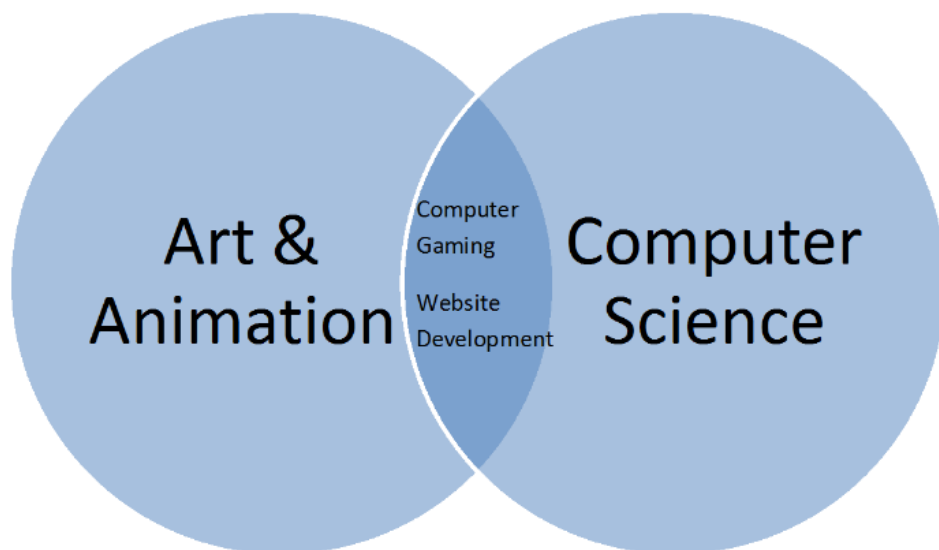 Art &
Animation
Computer
Gaming
Website
Development
Computer
Science